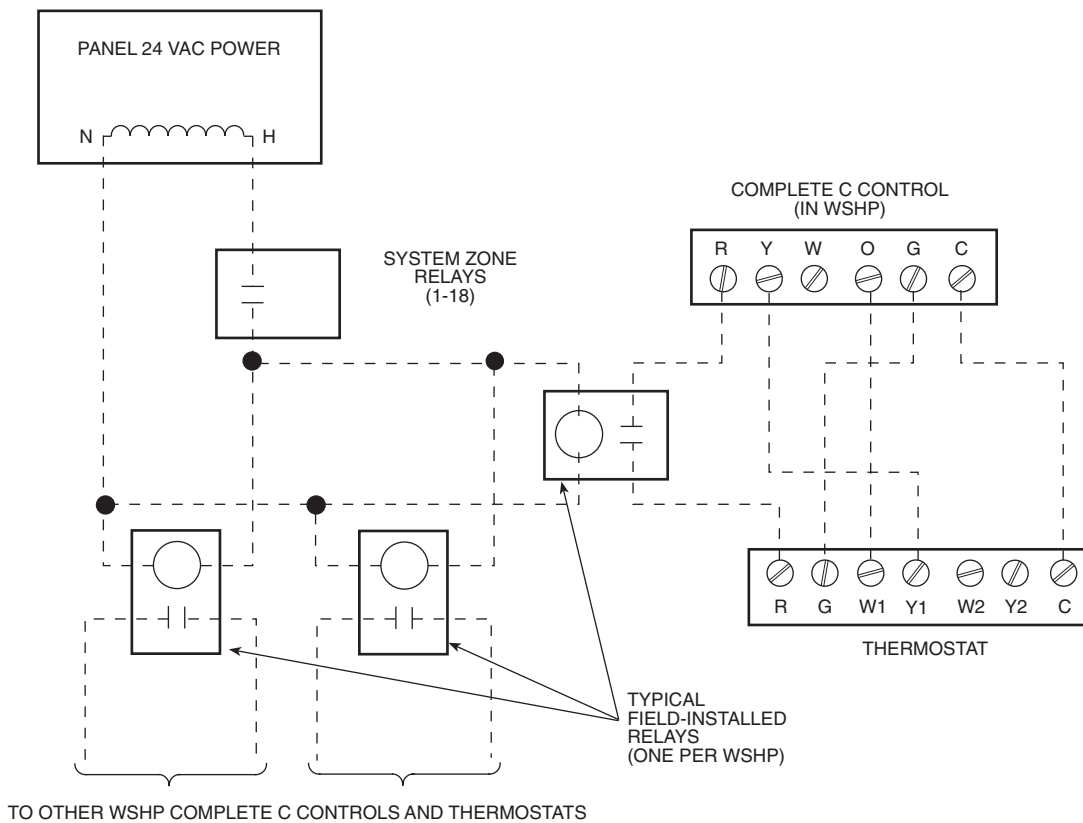 PANEL 24 VAC POWER
N H
SYSTEM ZONE
RELAYS
(1-18)
COMPLETE C CONTROL
(IN WSHP)
R Y W O G C
R G W1 Y1 W2 Y2 C
THERMOSTAT
TYPICAL
FIELD-INSTALLED
RELAYS
(ONE PER WSHP)
TO OTHER WSHP COMPLETE C CONTROLS AND THERMOSTATS